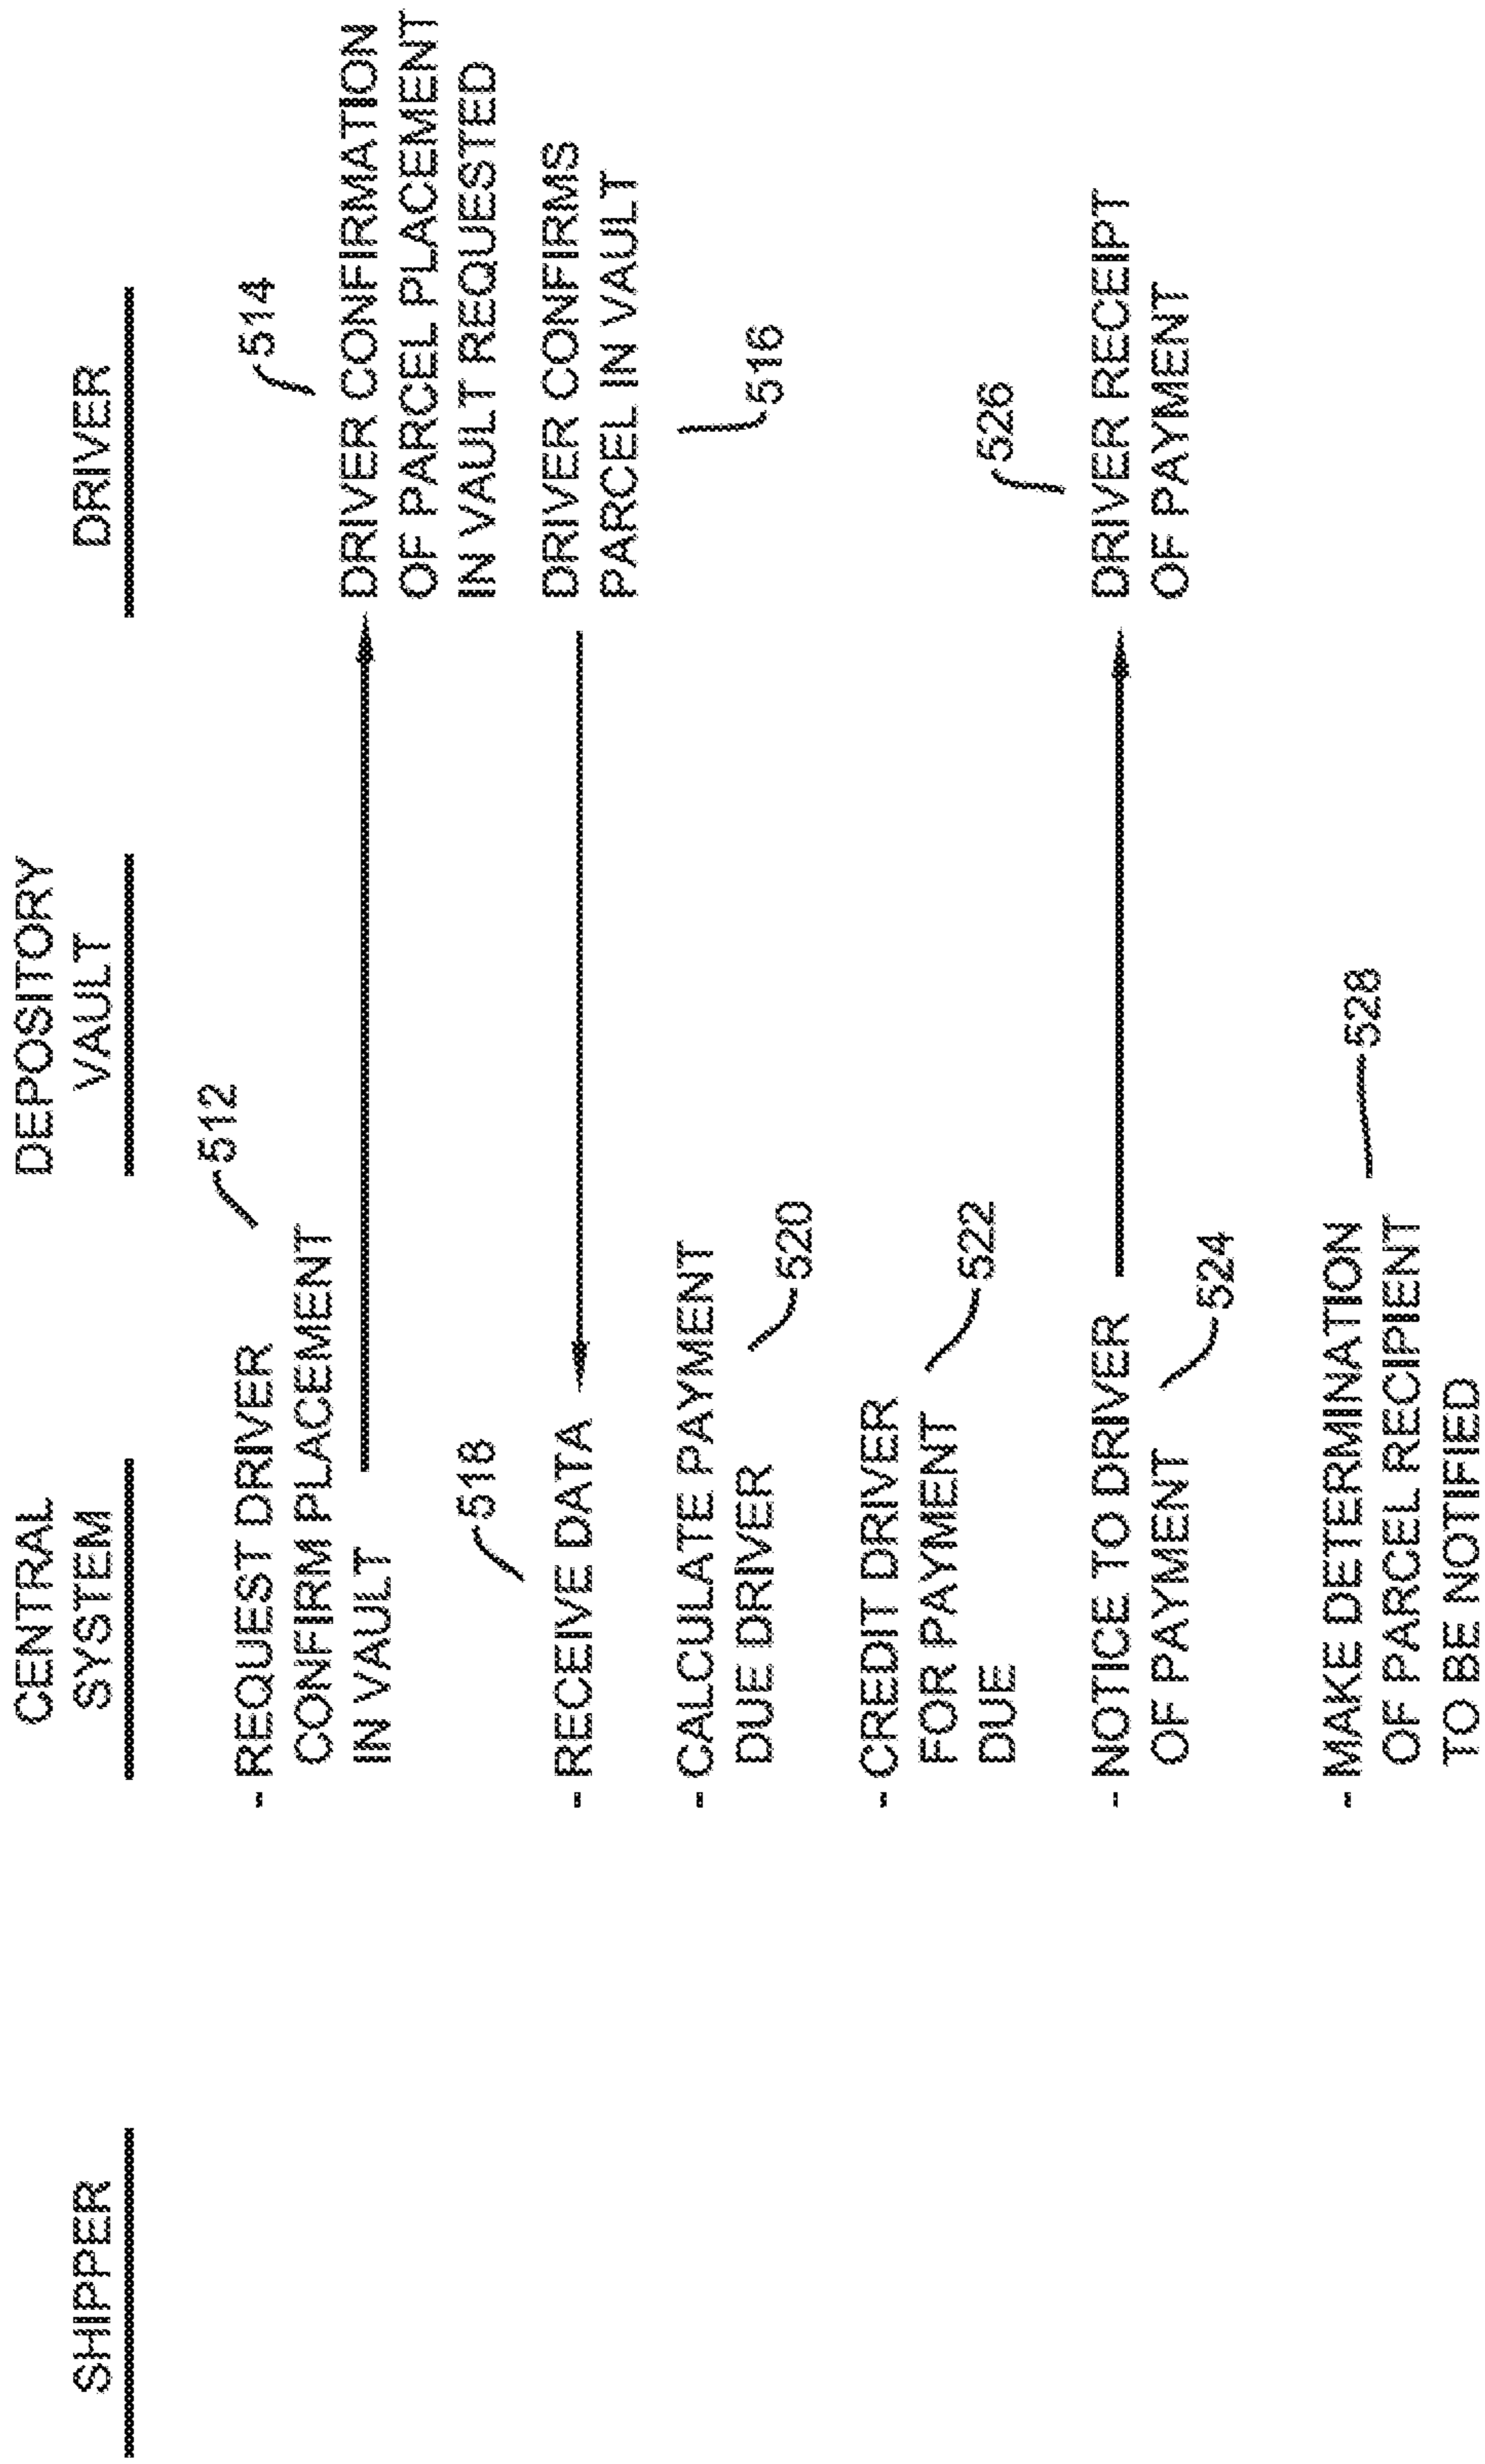 SHIPPER
CENTRAL
SYSTEM
DEPOSITORY
VAULT
DRIVER
512
- REQUEST DRIVER
CONFIRM PLACEMENT
IN VAULT
514
DRIVER CONFIRMATION
OF PARCEL PLACEMENT
IN VAULT REQUESTED
518
- RECEIVE DATA
DRIVER CONFIRMS
PARCEL IN VAULT
516
- CALCULATE PAYMENT
DUE DRIVER
520
- CREDIT DRIVER
FOR PAYMENT
DUE
522
- NOTICE TO DRIVER
OF PAYMENT
524
526
DRIVER RECEIPT
OF PAYMENT
- MAKE DETERMINATION
OF PARCEL RECIPIENT
TO BE NOTIFIED
528